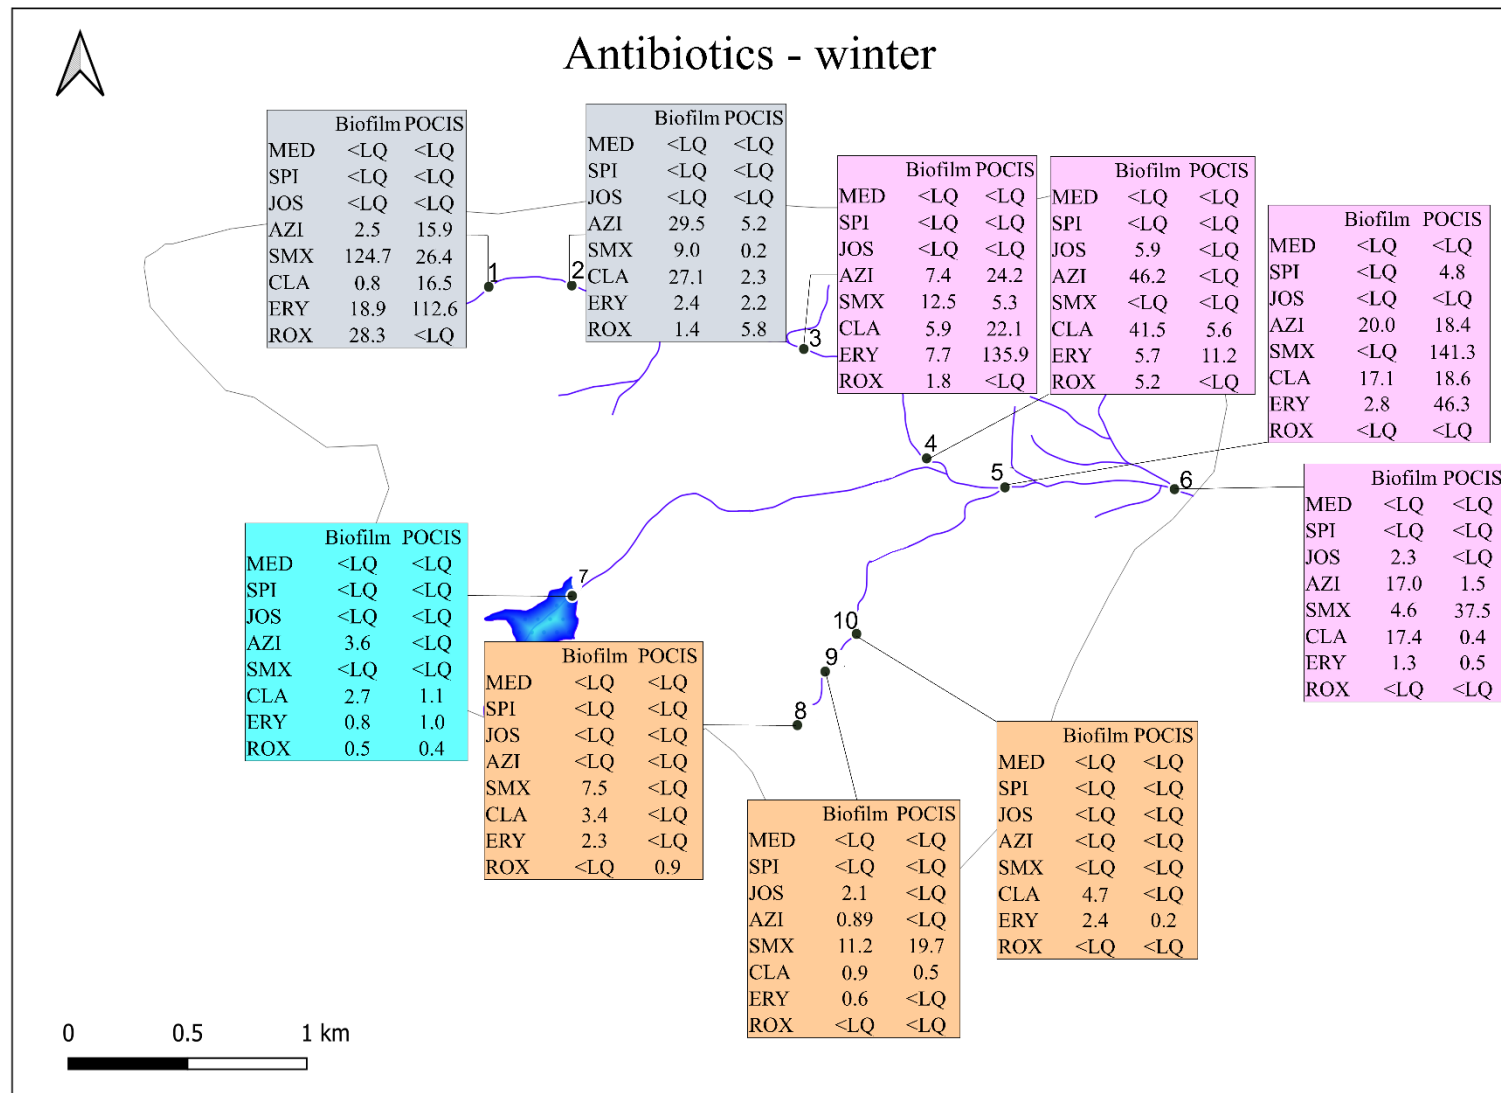 Antibiotics - winter
Biofilm POCIS
MED <LQ <LQ
SPI <LQ <LQ
JOS <LQ <LQ
AZI 2.5 15.9
SMX 124.7 26.4
CLA 0.8 16.5
ERY 18.9 112.6
ROX 28.3 <LQ
Biofilm POCIS
MED <LQ <LQ
SPI <LQ <LQ
JOS <LQ <LQ
AZI 29.5 5.2
SMX 9.0 0.2
CLA 27.1 2.3
ERY 2.4 2.2
ROX 1.4 5.8
Biofilm POCIS
MED <LQ <LQ
SPI <LQ <LQ
JOS <LQ <LQ
AZI 7.4 24.2
SMX 12.5 5.3
CLA 5.9 22.1
ERY 7.7 135.9
ROX 1.8 <LQ
Biofilm POCIS
MED <LQ <LQ
SPI <LQ <LQ
JOS 5.9 <LQ
AZI 46.2 <LQ
SMX <LQ <LQ
CLA 41.5 5.6
ERY 5.7 11.2
ROX 5.2 <LQ
Biofilm POCIS
MED <LQ <LQ
SPI <LQ 4.8
JOS <LQ <LQ
AZI 20.0 18.4
SMX <LQ 141.3
CLA 17.1 18.6
ERY 2.8 46.3
ROX <LQ <LQ
1
2
3
4
5
6
Biofilm POCIS
MED <LQ <LQ
SPI <LQ <LQ
JOS 2.3 <LQ
AZI 17.0 1.5
SMX 4.6 37.5
CLA 17.4 0.4
ERY 1.3 0.5
ROX <LQ <LQ
Biofilm POCIS
MED <LQ <LQ
SPI <LQ <LQ
JOS <LQ <LQ
AZI 3.6 <LQ
SMX <LQ <LQ
CLA 2.7 1.1
ERY 0.8 1.0
ROX 0.5 0.4
7
10
9
8
Biofilm POCIS
MED <LQ <LQ
SPI <LQ <LQ
JOS <LQ <LQ
AZI <LQ <LQ
SMX 7.5 <LQ
CLA 3.4 <LQ
ERY 2.3 <LQ
ROX <LQ 0.9
Biofilm POCIS
MED <LQ <LQ
SPI <LQ <LQ
JOS 2.1 <LQ
AZI 0.89 <LQ
SMX 11.2 19.7
CLA 0.9 0.5
ERY 0.6 <LQ
ROX <LQ <LQ
Biofilm POCIS
MED <LQ <LQ
SPI <LQ <LQ
JOS <LQ <LQ
AZI <LQ <LQ
SMX <LQ <LQ
CLA 4.7 <LQ
ERY 2.4 0.2
ROX <LQ <LQ
0 0.5 1 km